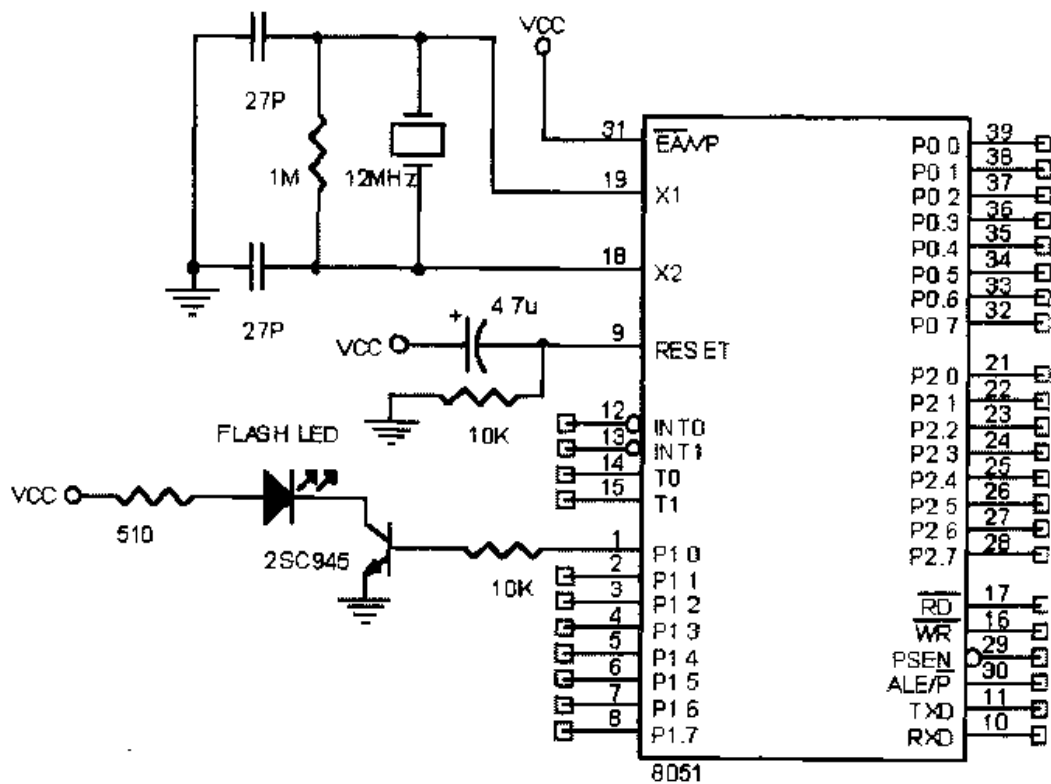 VCC
27P
1M
12MHz
27P
31
EA/VP
19
X1
18
X2
4.7u
+
VCC
9
RESET
10K
12
INT0
13
INT1
14
T0
15
T1
FLASH LED
VCC
510
2SC945
10K
1
P1.0
2
P1.1
3
P1.2
4
P1.3
5
P1.4
6
P1.5
7
P1.6
8
P1.7
P0.0
39
P0.1
38
P0.2
37
P0.3
36
P0.4
35
P0.5
34
P0.6
33
P0.7
32
P2.0
21
P2.1
22
P2.2
23
P2.3
24
P2.4
25
P2.5
26
P2.6
27
P2.7
28
RD
17
WR
16
PSEN
29
ALE/P
30
TXD
11
RXD
10
8051